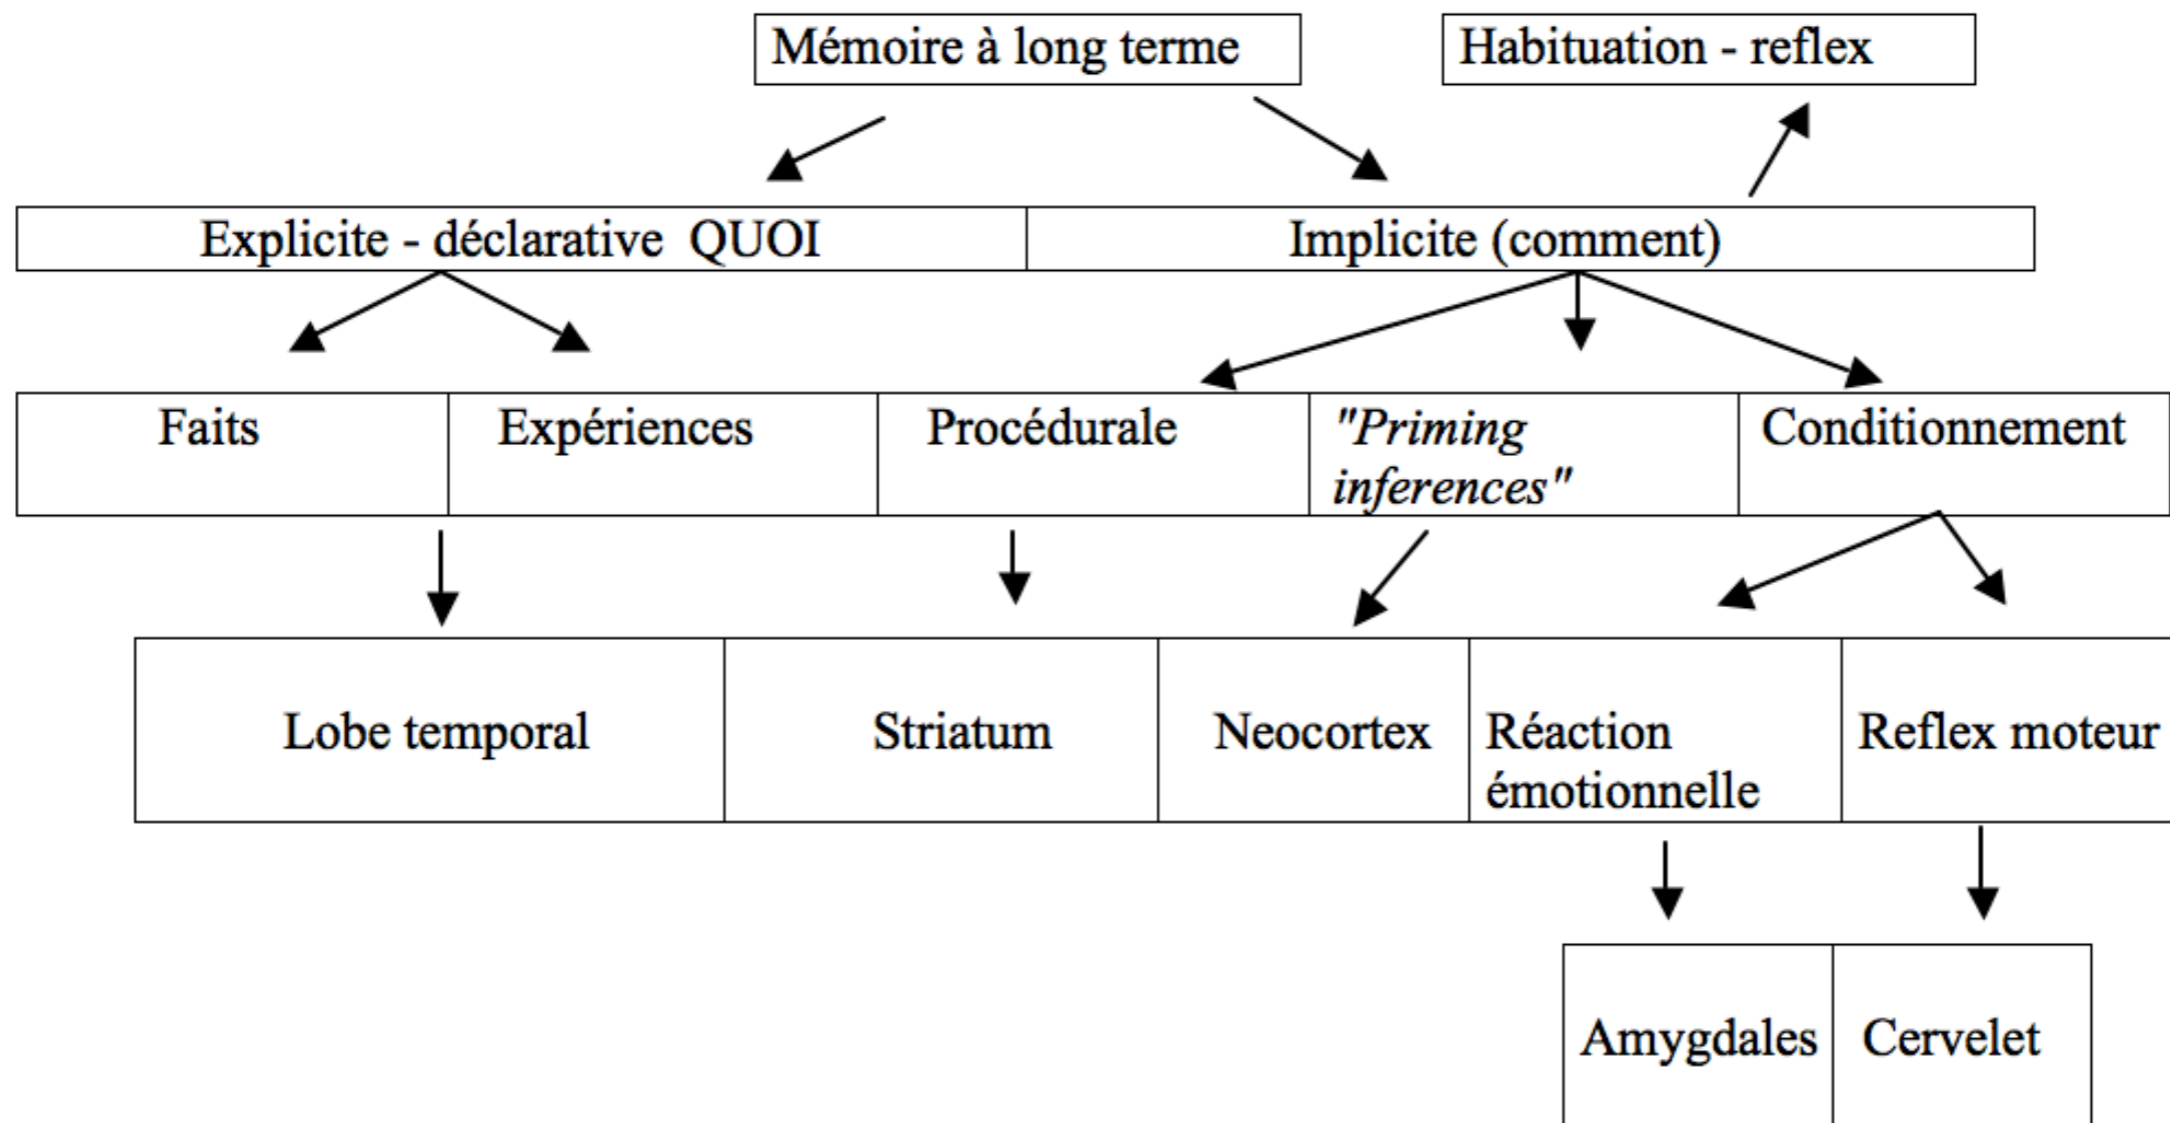 Mémoire à long terme
Habituation - reflex
Explicite - déclarative QUOI
Implicite (comment)
Faits
Expériences
Procédurale
"Priming
inferences"
Conditionnement
Lobe temporal
Striatum
Neocortex
Réaction
émotionnelle
Reflex moteur
Amygdales
Cervelet